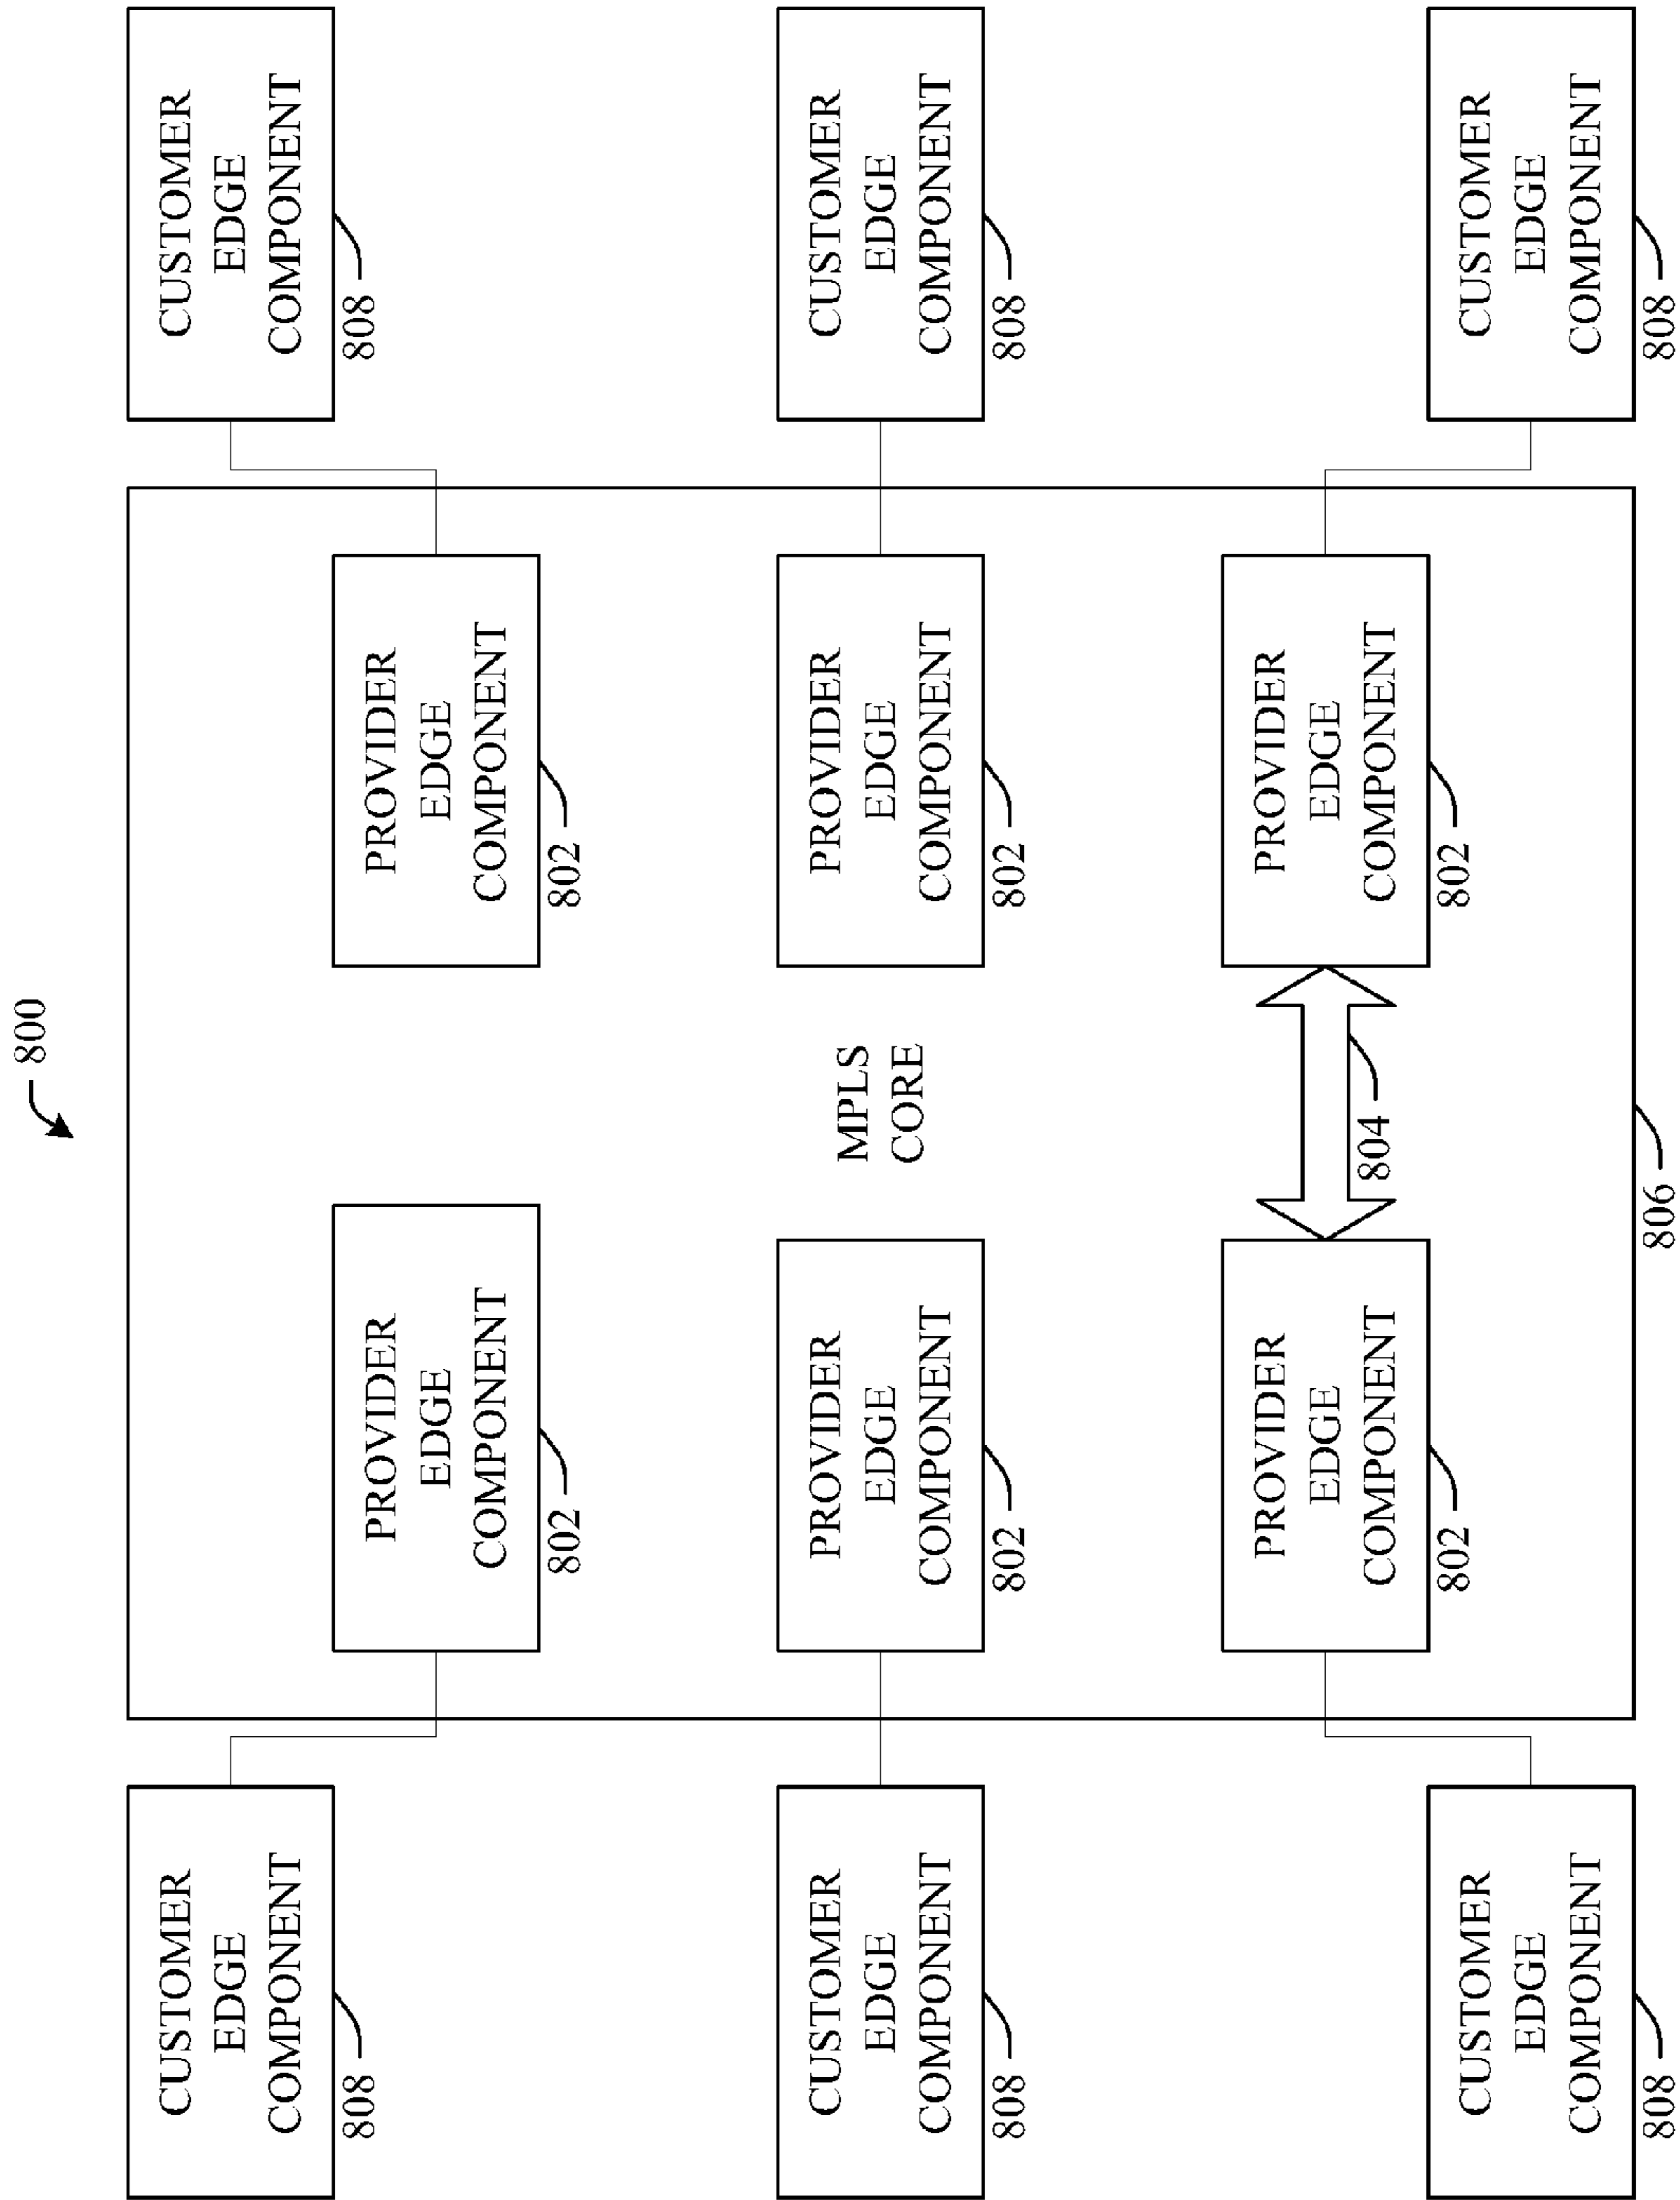 800
CUSTOMER
EDGE
COMPONENT
808
CUSTOMER
EDGE
COMPONENT
808
PROVIDER
EDGE
COMPONENT
802
PROVIDER
EDGE
COMPONENT
802
CUSTOMER
EDGE
COMPONENT
808
PROVIDER
EDGE
COMPONENT
802
MPLS
CORE
PROVIDER
EDGE
COMPONENT
802
CUSTOMER
EDGE
COMPONENT
808
PROVIDER
EDGE
COMPONENT
802
804
PROVIDER
EDGE
COMPONENT
802
CUSTOMER
EDGE
COMPONENT
808
806
CUSTOMER
EDGE
COMPONENT
808